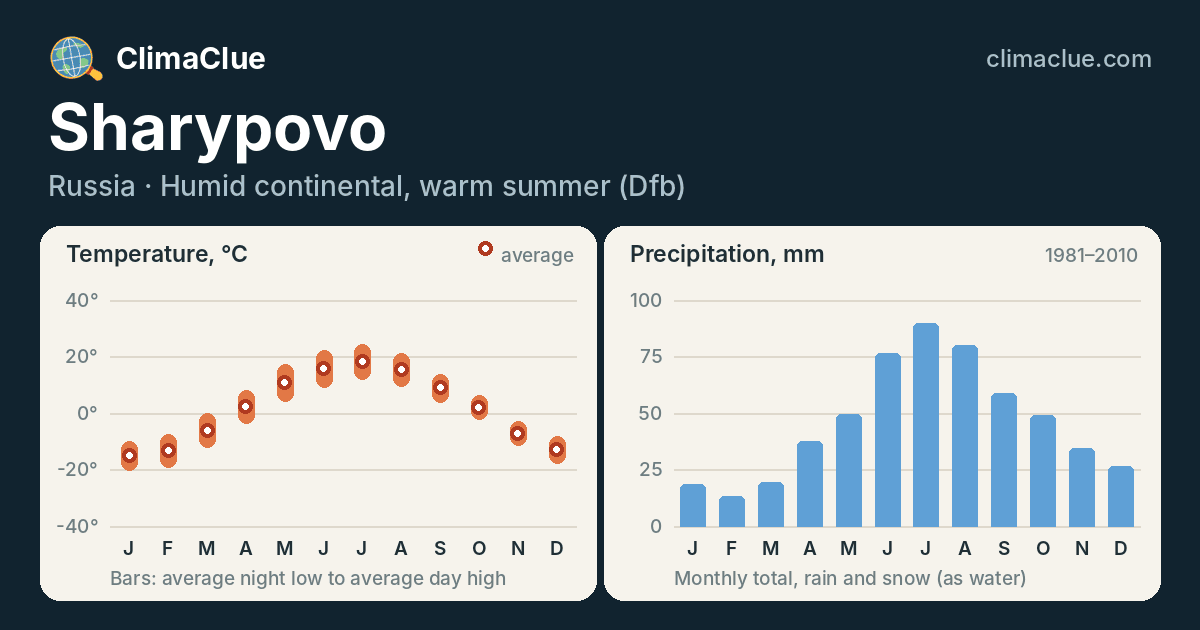 ClimaClue
climaclue.com
Sharypovo
Russia · Humid continental, warm summer (Dfb)
Temperature, °C
average
40°
20°
0°
-20°
-40°
J F M A M J J A S O N D
Bars: average night low to average day high
Precipitation, mm
1981–2010
100
75
50
25
0
J F M A M J J A S O N D
Monthly total, rain and snow (as water)